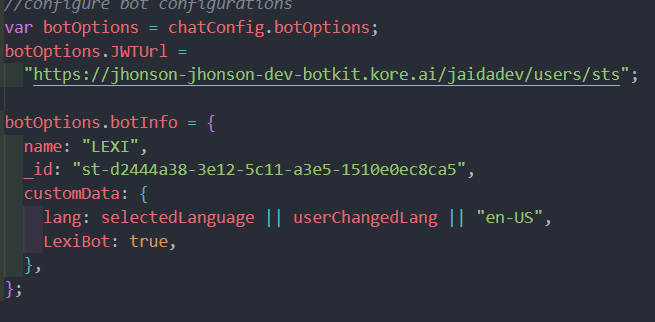 //configure bot configurations
var botOptions = chatConfig.botOptions;
botOptions.JWTUrl =
"https://jhonson-jhonson-dev-botkit.kore.ai/jaidadev/users/sts";
botOptions.botInfo = {
name: "LEXI",
_id: "st-d2444a38-3e12-5c11-a3e5-1510e0ec8ca5",
customData: {
lang: selectedLanguage || userChangedLang || "en-US",
LexiBot: true,
},
};